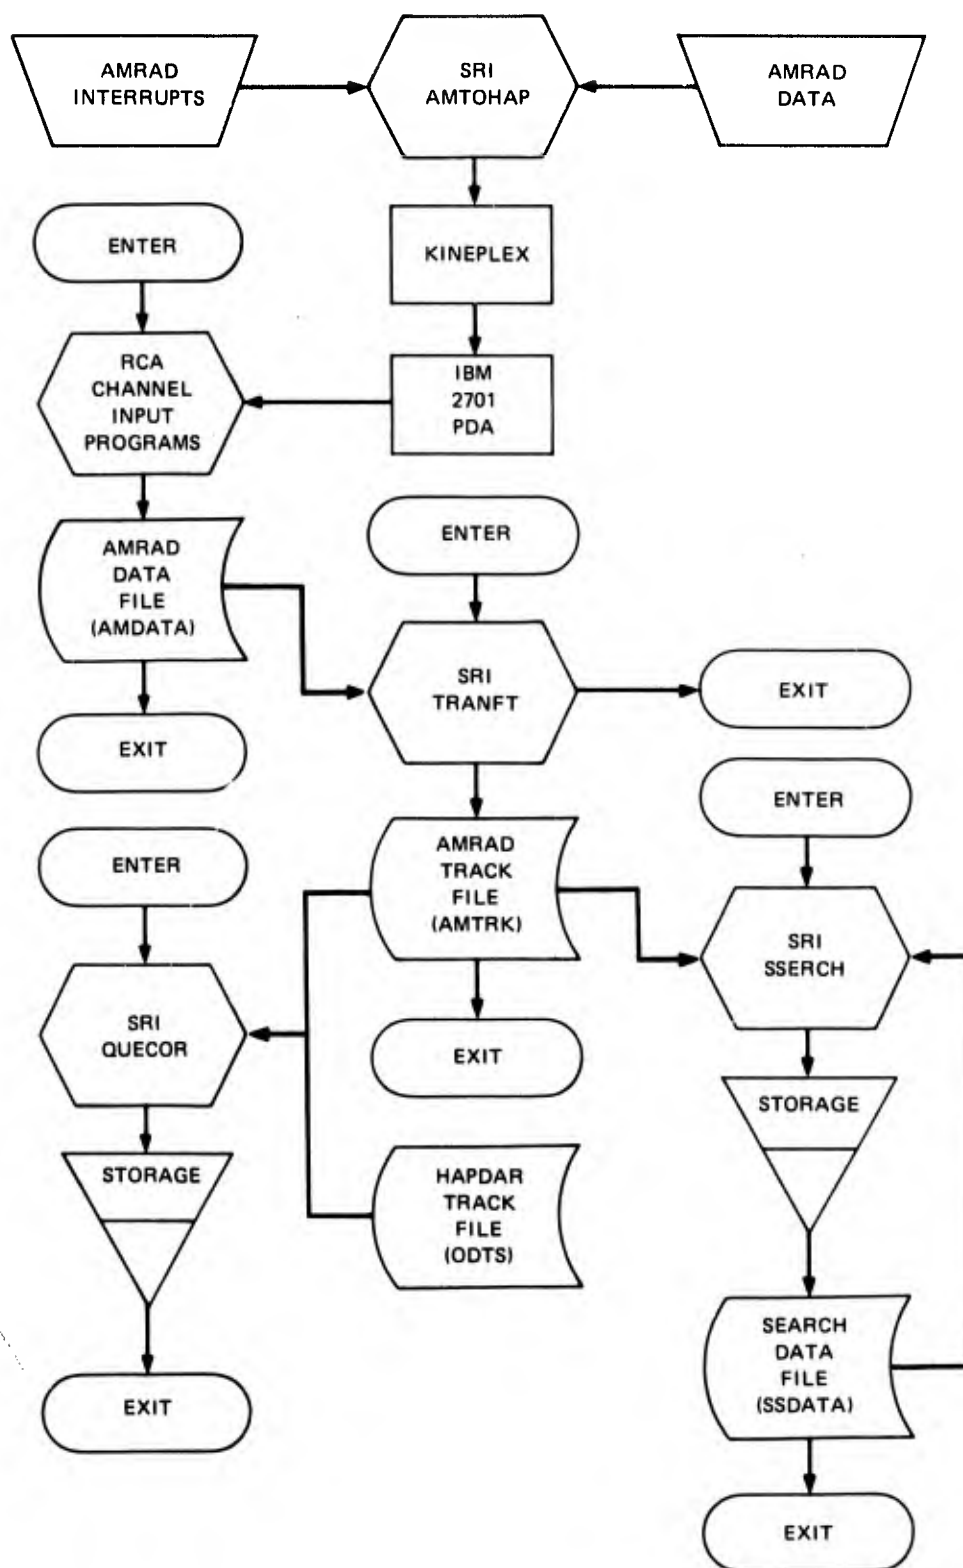 AMRAD
INTERRUPTS
SRI
AMTOHAP
AMRAD
DATA
ENTER
KINEPLEX
RCA
CHANNEL
INPUT
PROGRAMS
IBM
2701
PDA
AMRAD
DATA
FILE
(AMDATA)
ENTER
SRI
TRANFT
EXIT
EXIT
ENTER
ENTER
AMRAD
TRACK
FILE
(AMTRK)
SRI
SSERCH
SRI
QUECOR
EXIT
STORAGE
STORAGE
HAPDAR
TRACK
FILE
(ODTS)
SEARCH
DATA
FILE
(SSDATA)
EXIT
EXIT